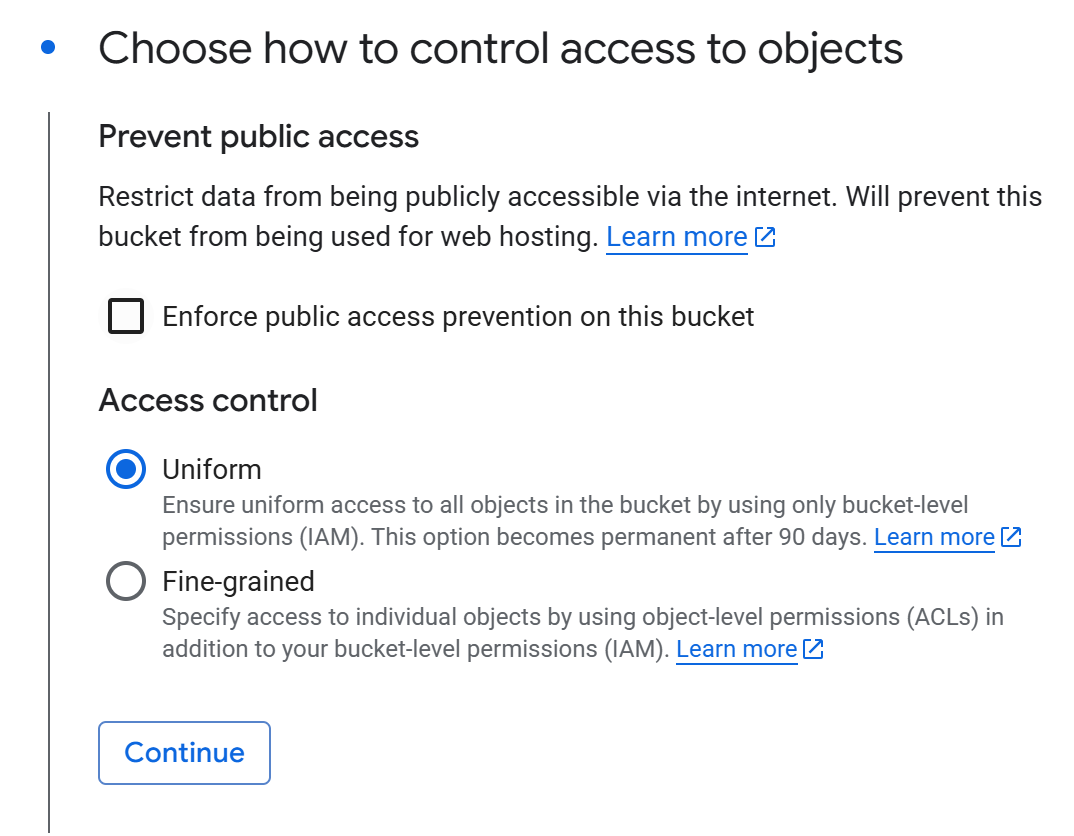 Choose how to control access to objects
Prevent public access
Restrict data from being publicly accessible via the internet. Will prevent this
bucket from being used for web hosting. Learn more
Enforce public access prevention on this bucket
Access control
Uniform
Ensure uniform access to all objects in the bucket by using only bucket-level
permissions (IAM). This option becomes permanent after 90 days. Learn more
Fine-grained
Specify access to individual objects by using object-level permissions (ACLs) in
addition to your bucket-level permissions (IAM). Learn more
Continue